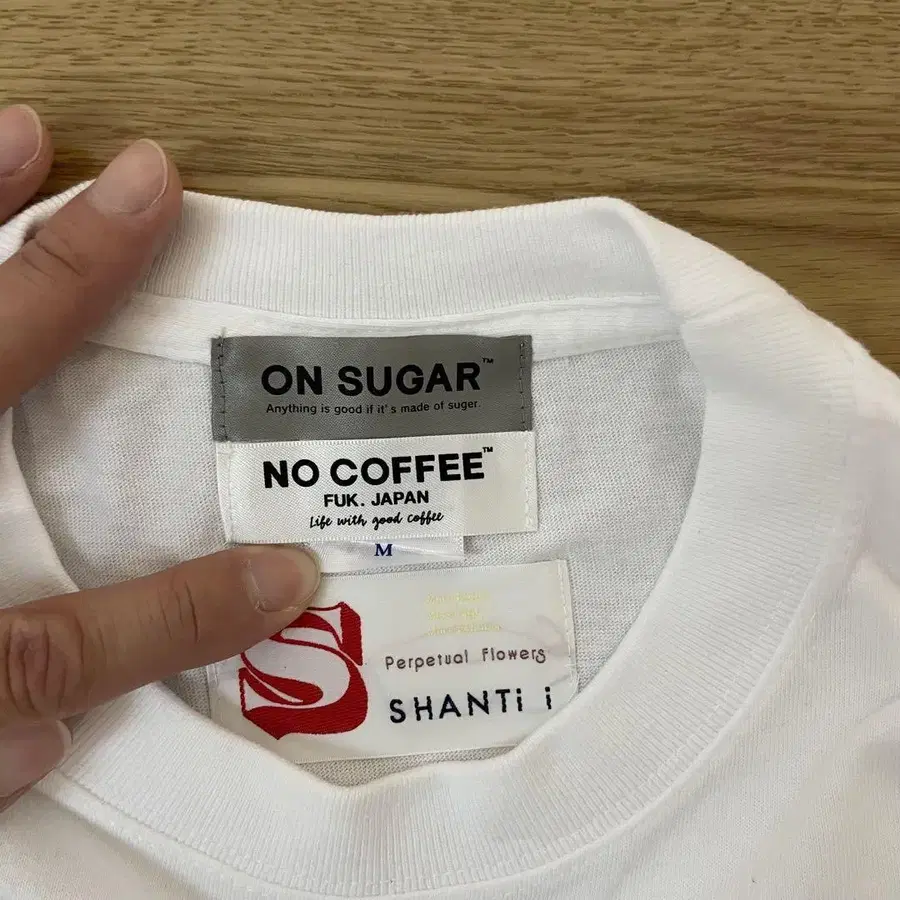 ON SUGAR™
Anything is good if it's made of suger.
NO COFFEE™
FUK. JAPAN
Life with good coffee
M
S
Perpetual Flowers
SHANTi i